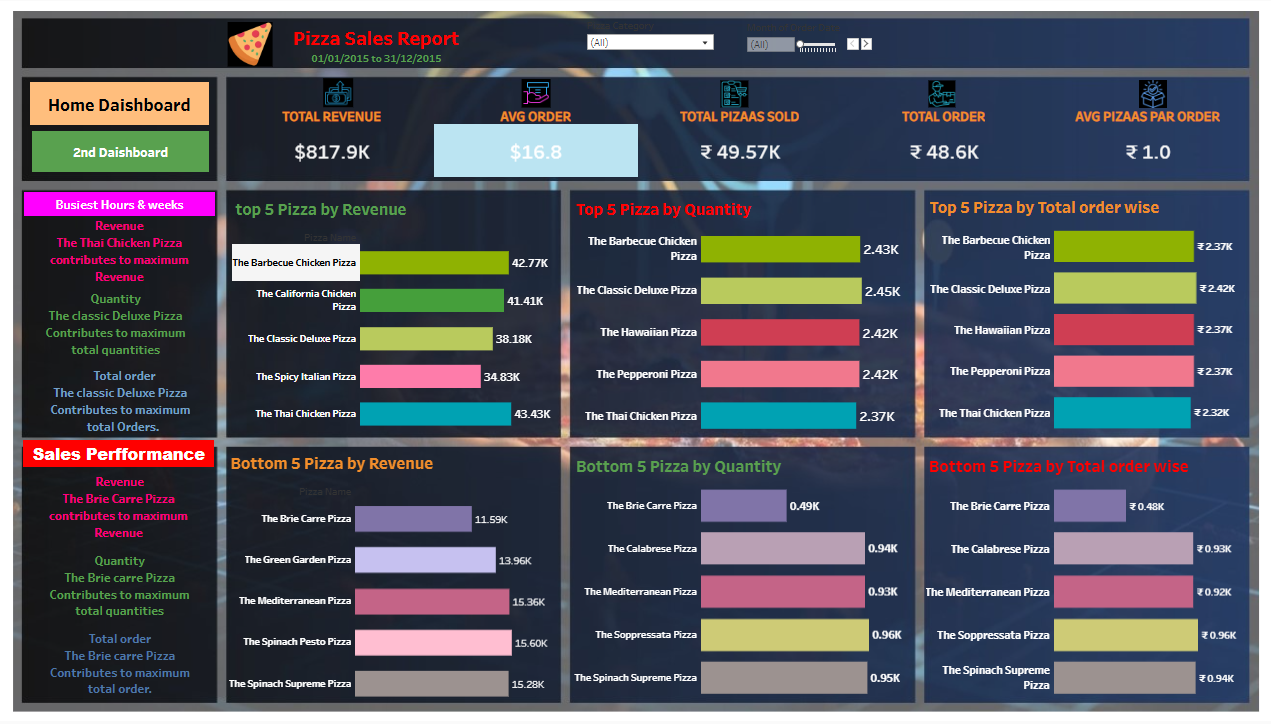 Pizza Sales Report
01/01/2015 to 31/12/2015
(All)
(All)
Home Daishboard
2nd Daishboard
TOTAL REVENUE
$817.9K
AVG ORDER
$16.8
TOTAL PIZAAS SOLD
₹ 49.57K
TOTAL ORDER
₹ 48.6K
AVG PIZAAS PAR ORDER
₹ 1.0
Busiest Hours & weeks
Revenue
The Thai Chicken Pizza
contributes to maximum
Revenue
Quantity
The classic Deluxe Pizza
Contributes to maximum
total quantities
Total order
The classic Deluxe Pizza
Contributes to maximum
total Orders.
top 5 Pizza by Revenue
Pizza Name
The Barbecue Chicken Pizza 42.77K
The California Chicken
Pizza 41.41K
The Classic Deluxe Pizza 38.18K
The Spicy Italian Pizza 34.83K
The Thai Chicken Pizza 43.43K
Top 5 Pizza by Quantity
The Barbecue Chicken
Pizza 2.43K
The Classic Deluxe Pizza 2.45K
The Hawaiian Pizza 2.42K
The Pepperoni Pizza 2.42K
The Thai Chicken Pizza 2.37K
Top 5 Pizza by Total order wise
The Barbecue Chicken
Pizza ₹ 2.37K
The Classic Deluxe Pizza ₹ 2.42K
The Hawaiian Pizza ₹ 2.37K
The Pepperoni Pizza ₹ 2.37K
The Thai Chicken Pizza ₹ 2.32K
Sales Perfformance
Revenue
The Brie Carre Pizza
contributes to maximum
Revenue
Quantity
The Brie carre Pizza
Contributes to maximum
total quantities
Total order
The Brie carre Pizza
Contributes to maximum
total order.
Bottom 5 Pizza by Revenue
Pizza Name
The Brie Carre Pizza 11.59K
The Green Garden Pizza 13.96K
The Mediterranean Pizza 15.36K
The Spinach Pesto Pizza 15.60K
The Spinach Supreme Pizza 15.28K
Bottom 5 Pizza by Quantity
The Brie Carre Pizza 0.49K
The Calabrese Pizza 0.94K
The Mediterranean Pizza 0.93K
The Soppressata Pizza 0.96K
The Spinach Supreme Pizza 0.95K
Bottom 5 Pizza by Total order wise
The Brie Carre Pizza ₹ 0.48K
The Calabrese Pizza ₹ 0.93K
The Mediterranean Pizza ₹ 0.92K
The Soppressata Pizza ₹ 0.96K
The Spinach Supreme
Pizza ₹ 0.94K